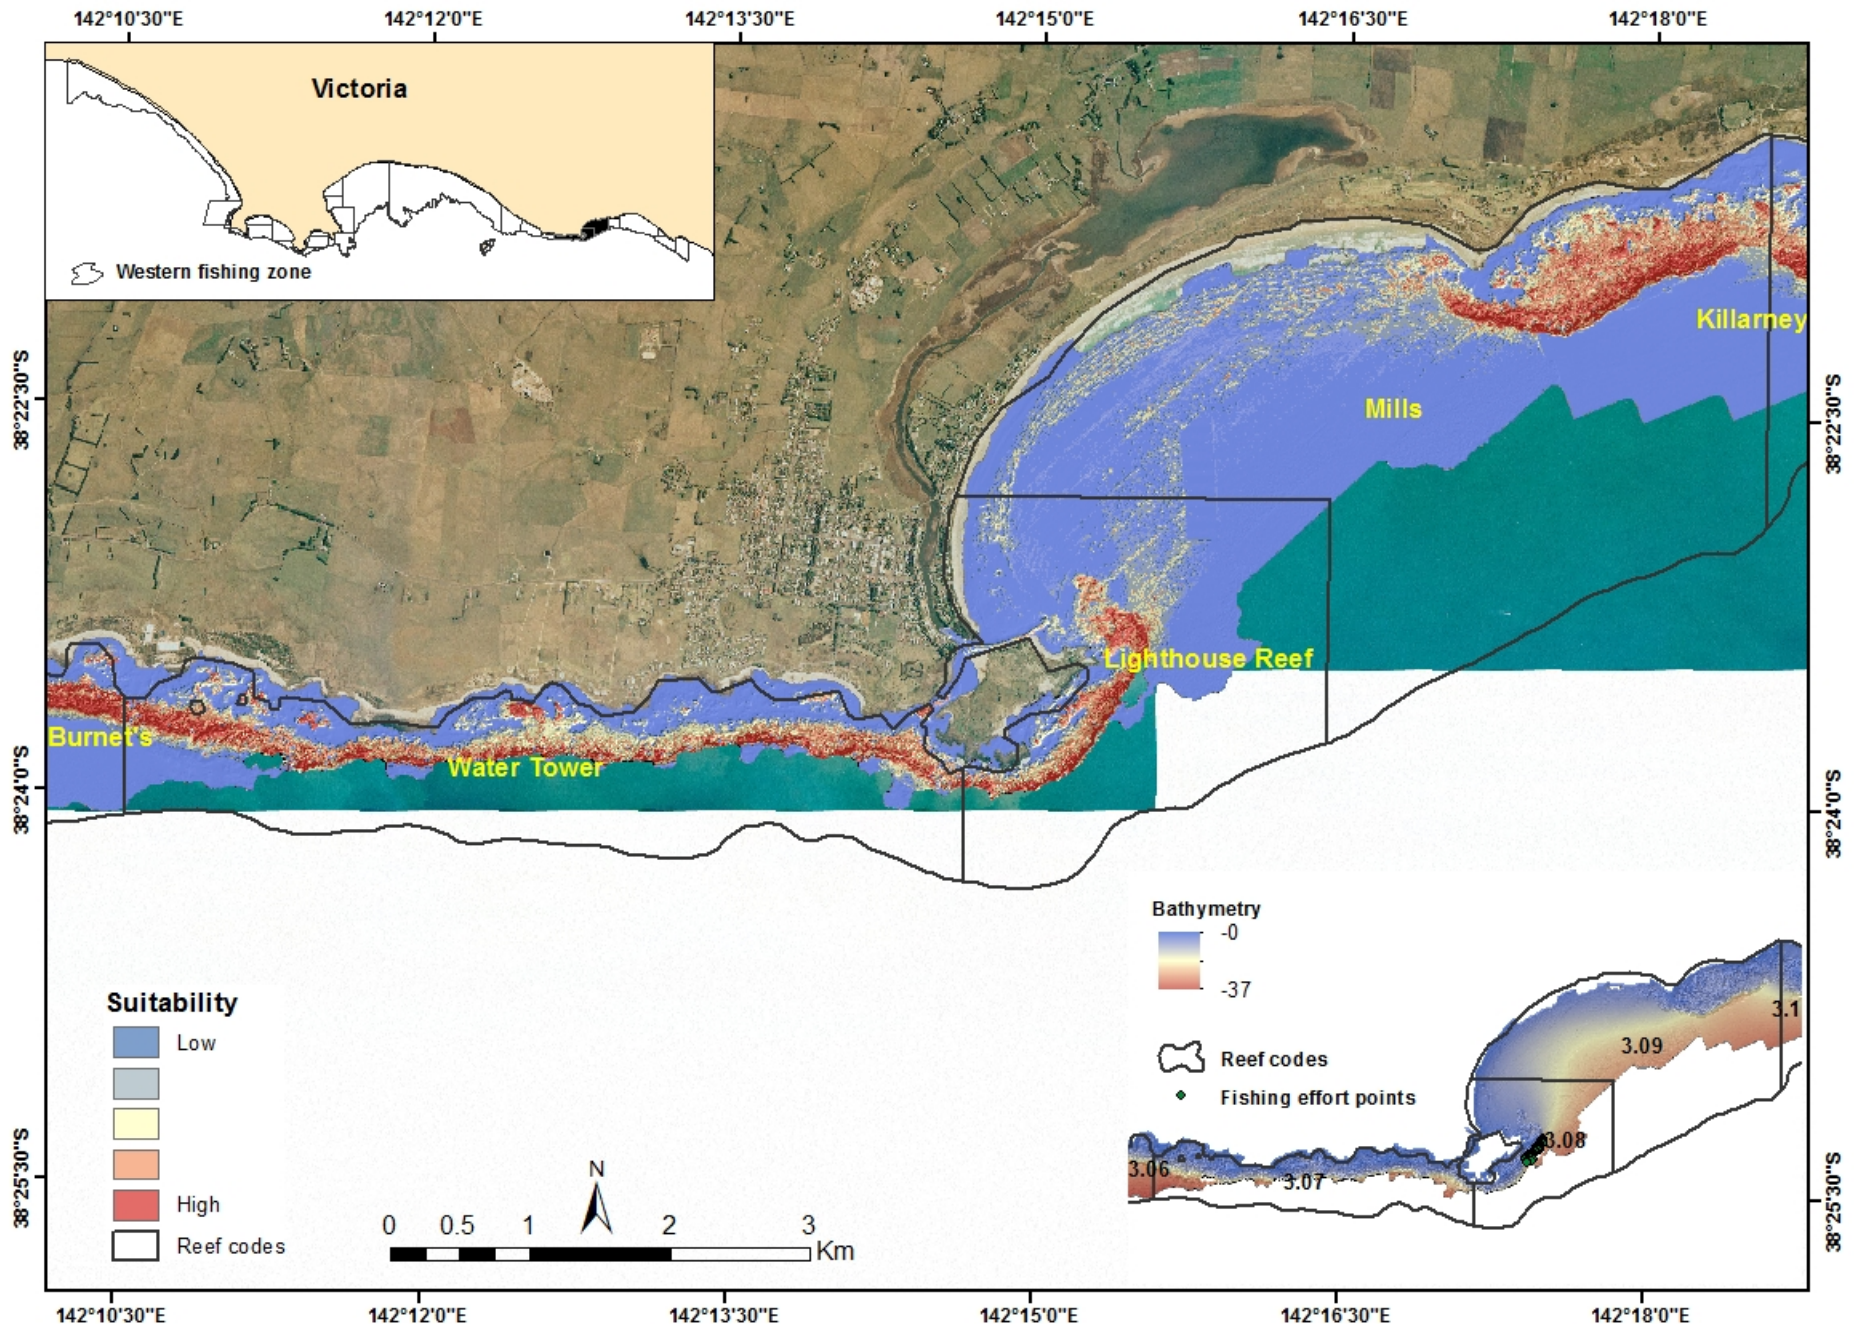 142°10'30"E 142°12'0"E 142°13'30"E 142°15'0"E 142°16'30"E 142°18'0"E
Victoria
Western fishing zone
38°22'30"S
38°22'30"S
Killarney
Mills
Lighthouse Reef
Burnet's
Water Tower
38°24'0"S
38°24'0"S
Bathymetry
-0
-37
Reef codes
Fishing effort points
3.1
3.09
3.08
3.06
3.07
Suitability
Low
High
Reef codes
N
0 0.5 1 2 3
Km
38°25'30"S
38°25'30"S
142°10'30"E 142°12'0"E 142°13'30"E 142°15'0"E 142°16'30"E 142°18'0"E